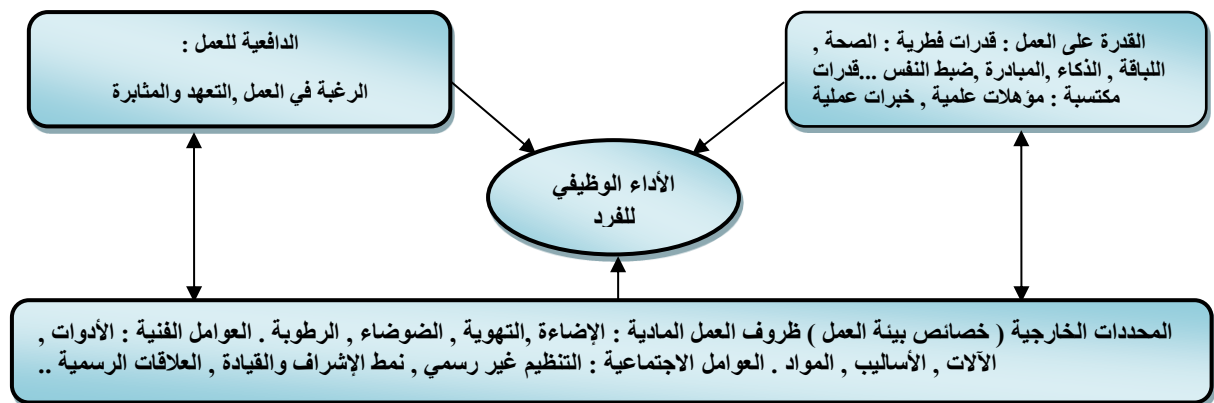 القدرة على العمل : قدرات فطرية : الصحة ,
اللباقة , الذكاء ,المبادرة ,ضبط النفس ...قدرات
مكتسبة : مؤهلات علمية , خبرات عملية
الدافعية للعمل :
الرغبة في العمل ,التعهد والمثابرة
الأداء الوظيفي
للفرد
المحددات الخارجية ( خصائص بيئة العمل ) ظروف العمل المادية : الإضاءة ,التهوية , الضوضاء , الرطوبة . العوامل الفنية : الأدوات ,
الآلات , الأساليب , المواد . العوامل الاجتماعية : التنظيم غير رسمي , نمط الإشراف والقيادة , العلاقات الرسمية ..